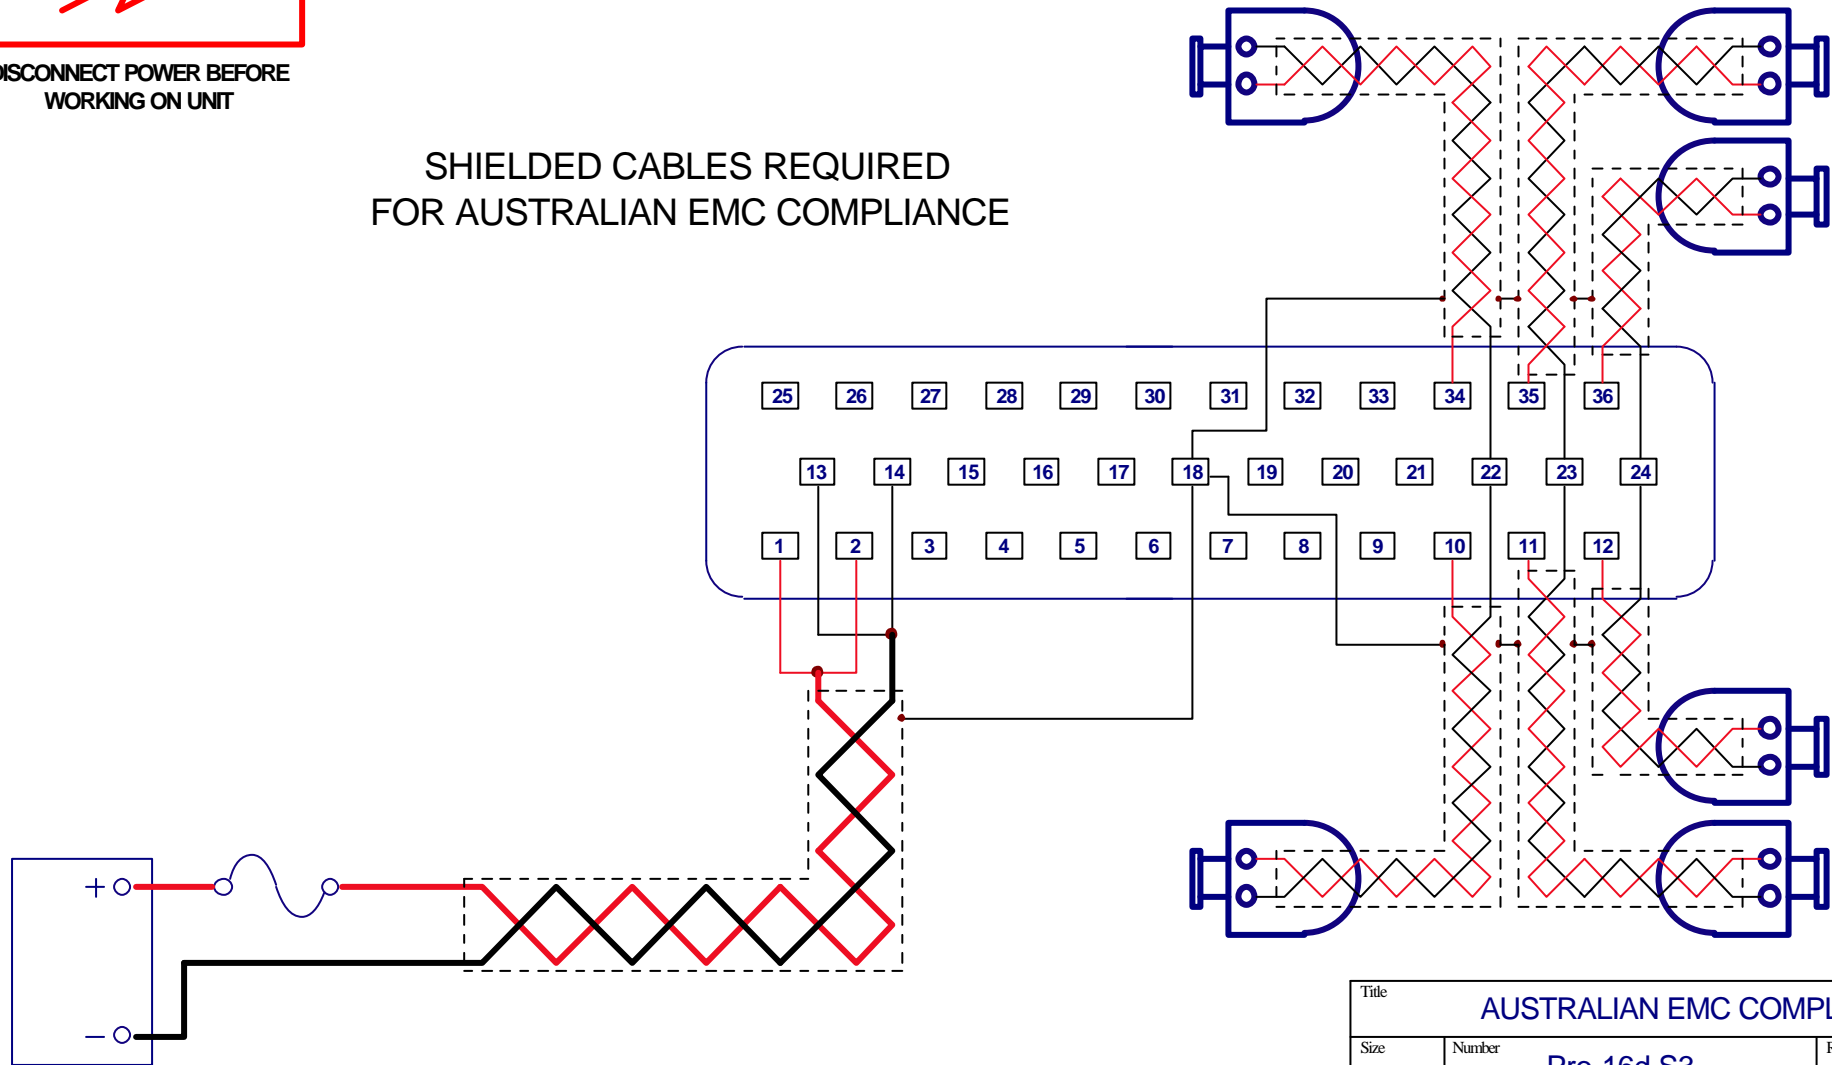 DISCONNECT POWER BEFORE
WORKING ON UNIT
SHIELDED CABLES REQUIRED
FOR AUSTRALIAN EMC COMPLIANCE
25 26 27 28 29 30 31 32 33 34 35 36
13 14 15 16 17 18 19 20 21 22 23 24
1 2 3 4 5 6 7 8 9 10 11 12
+
−
Title
AUSTRALIAN EMC
Size Number